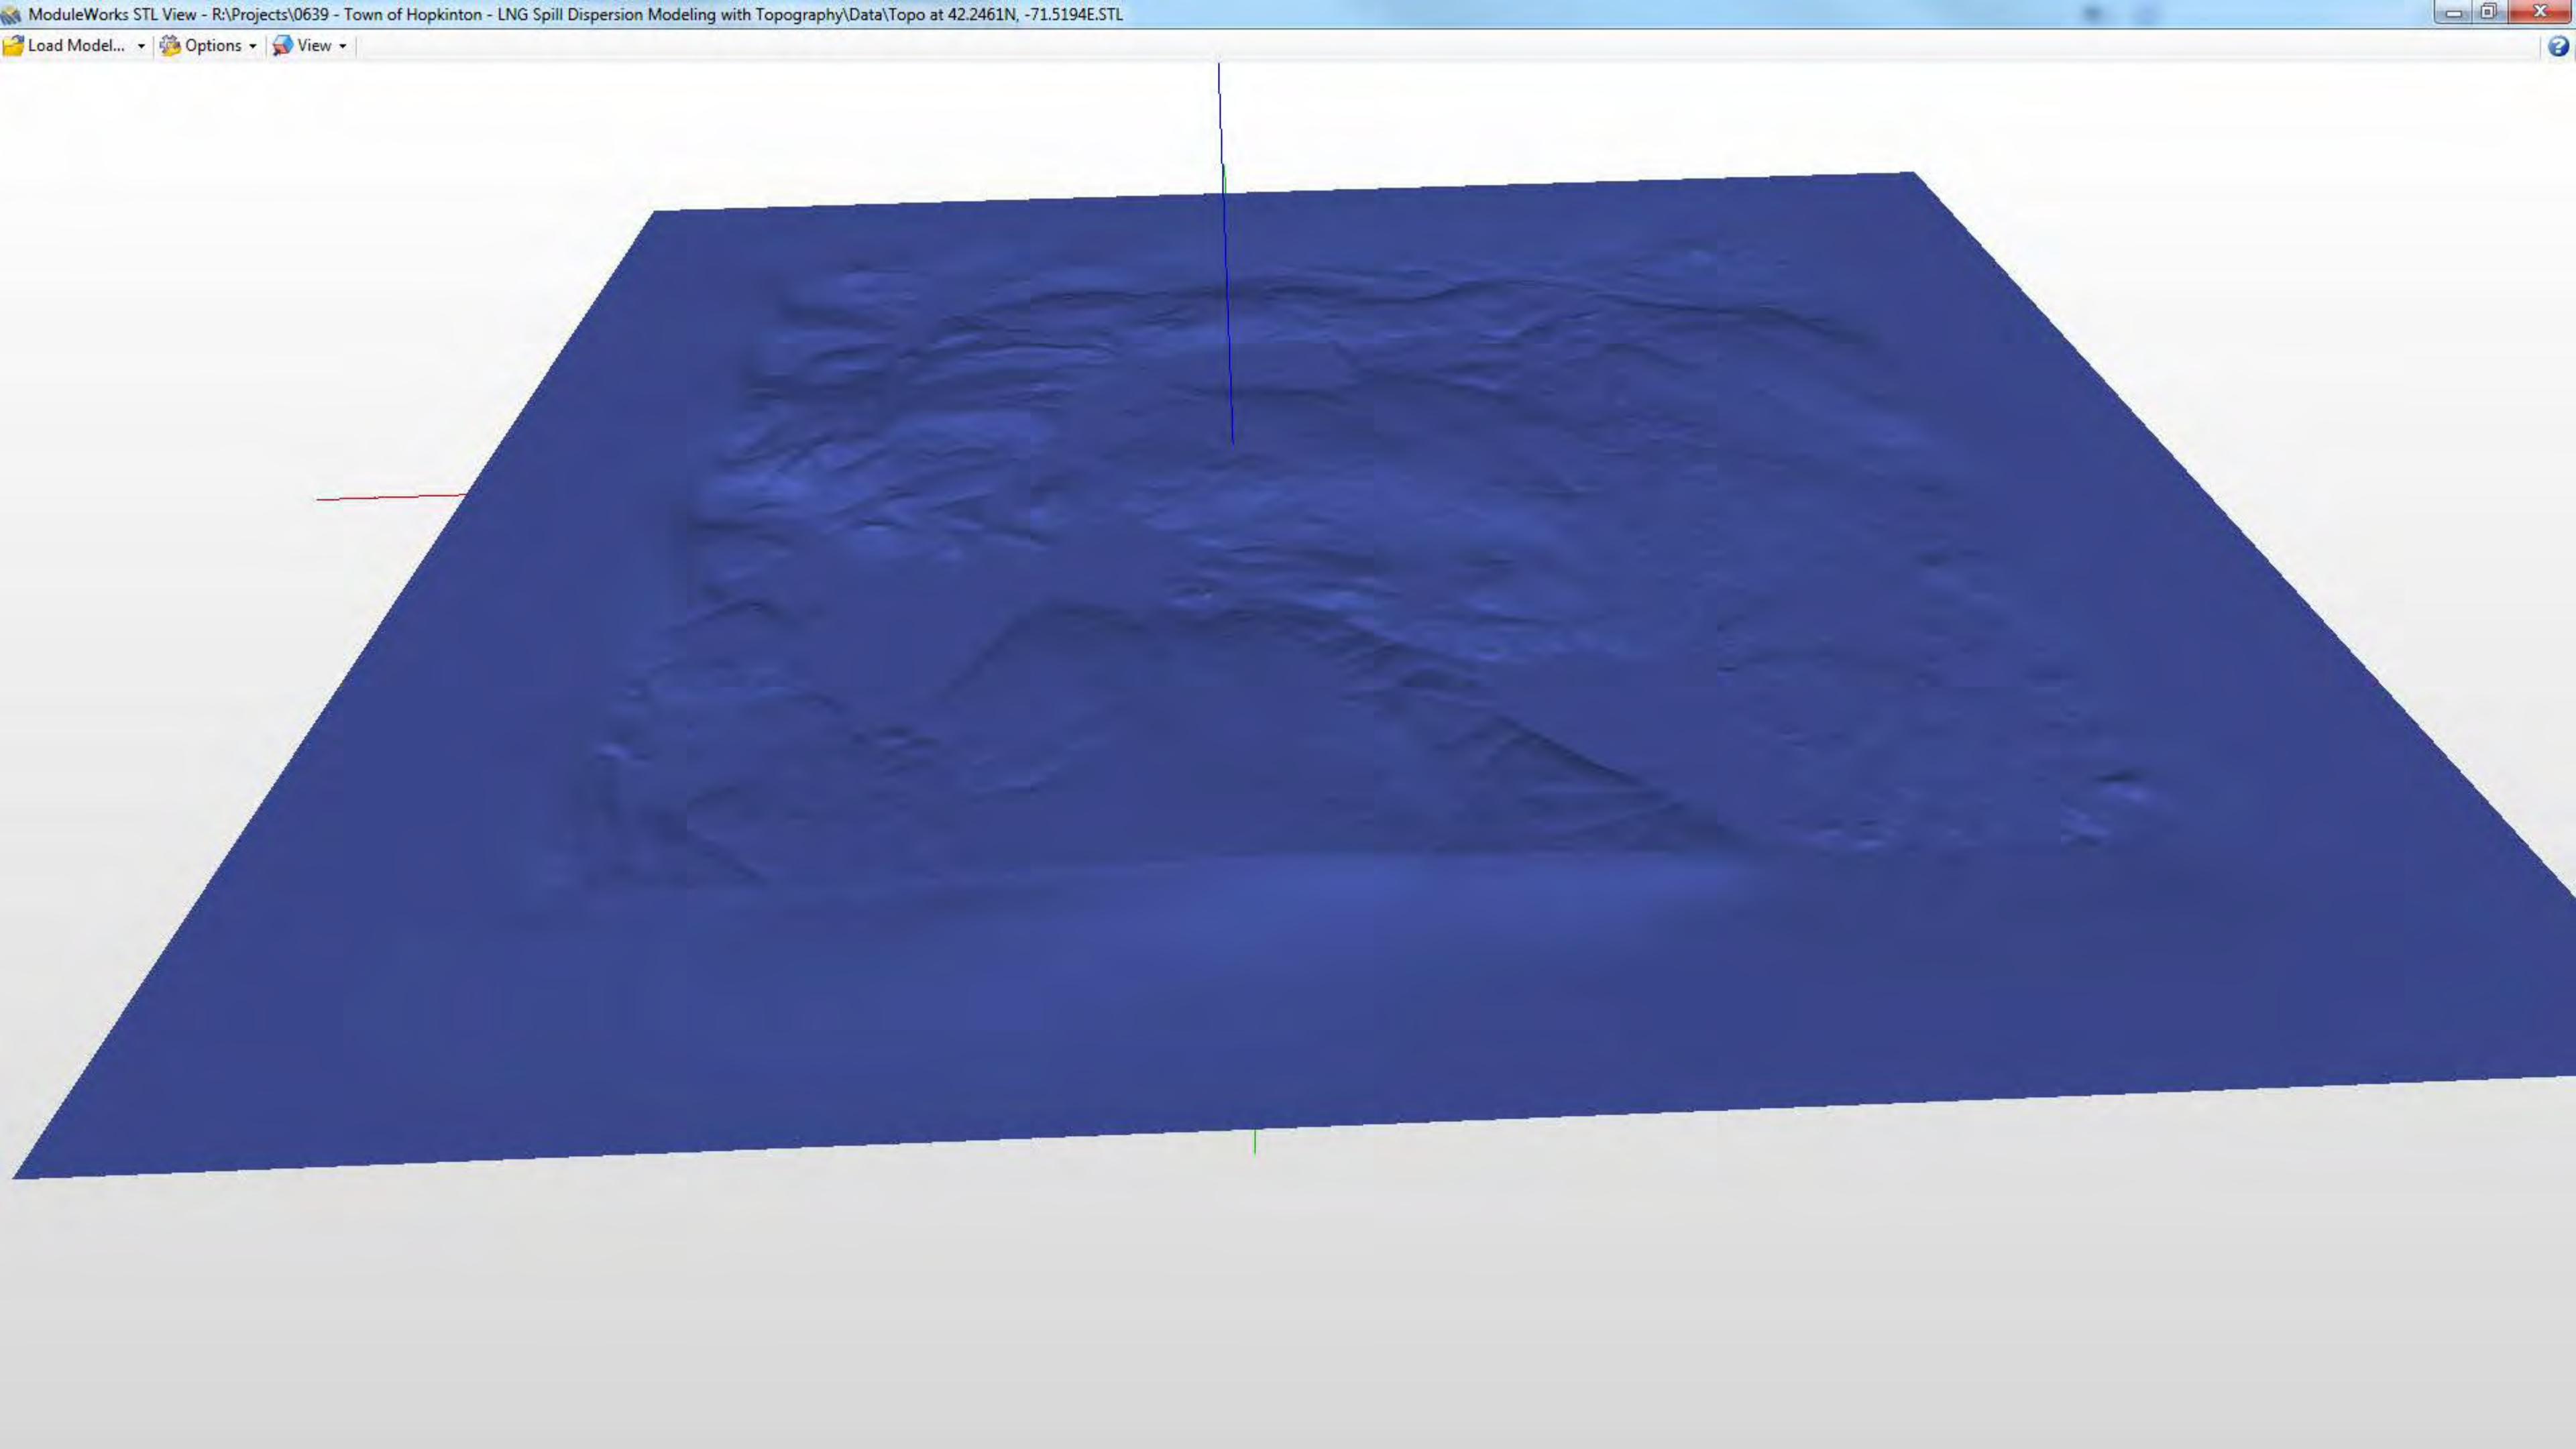 ModuleWorks STL View - R:\Projects\0639 - Town of Hopkinton - LNG Spill Dispersion Modeling with Topography\Data\Topo at 42.2461N, -71.5194E.STL
Load Model... Options View